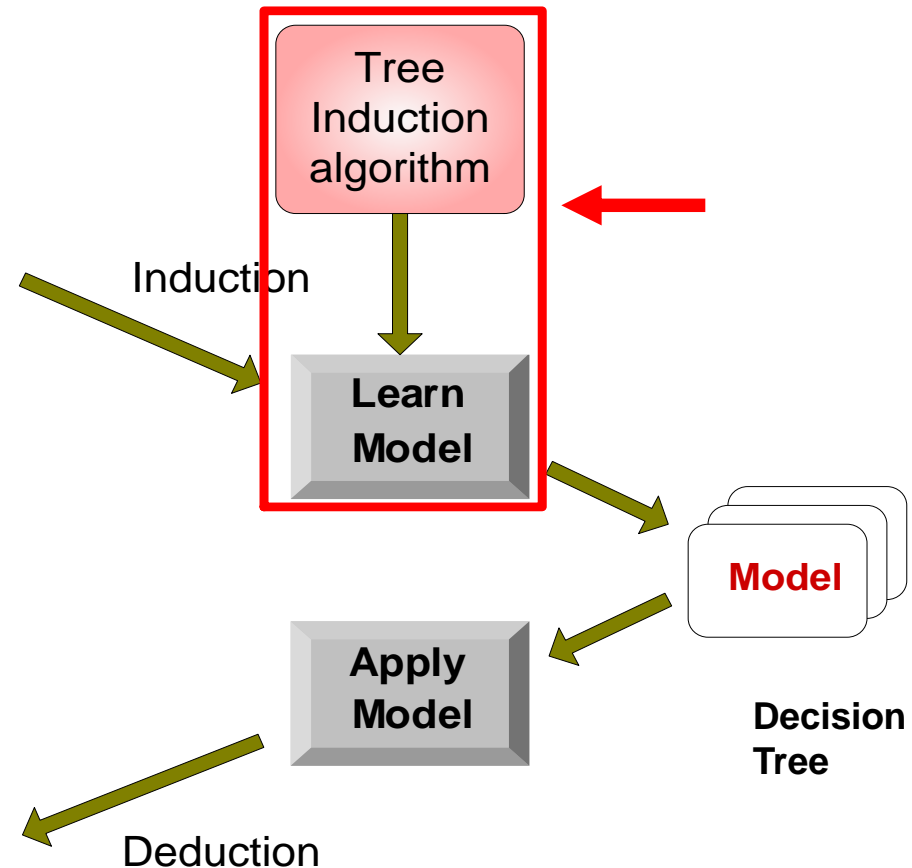 Tree
Induction
algorithm
Induction
Learn
Model
Model
Apply
Model
Decision
Tree
Deduction